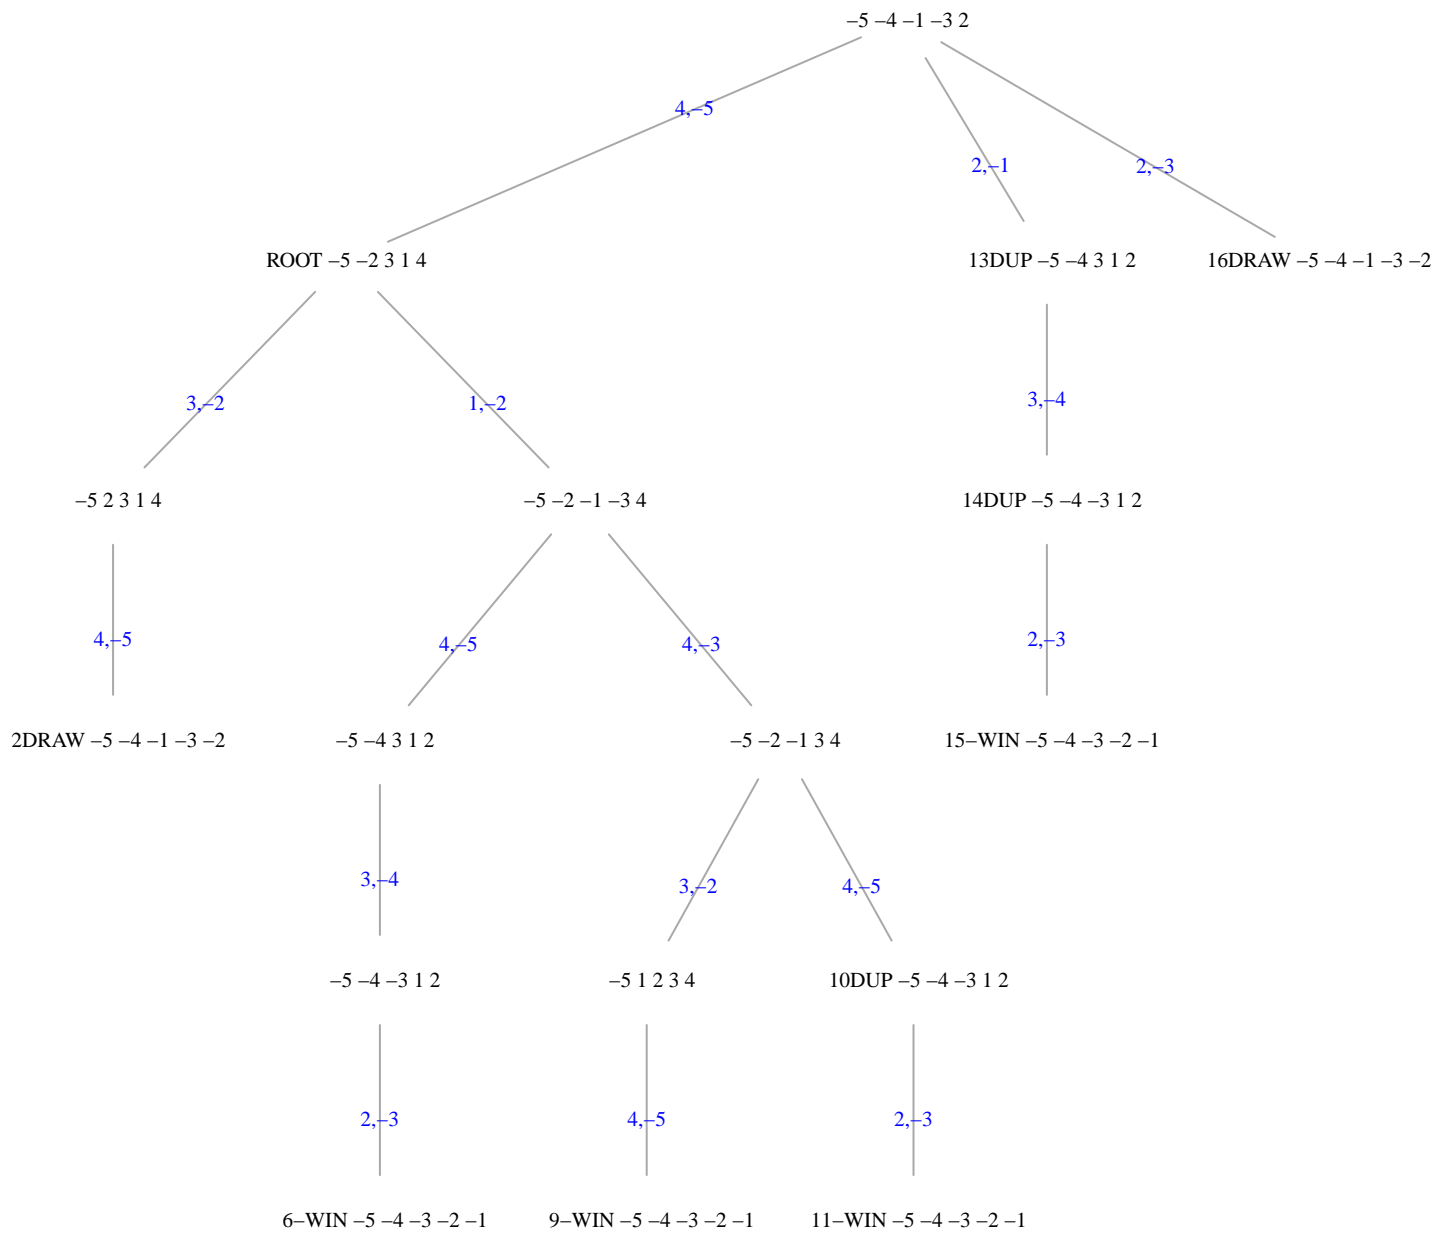 –5 –4 –1 –3 2
4,–5
2,–1
2,–3
ROOT –5 –2 3 1 4
13DUP –5 –4 3 1 2
16DRAW –5 –4 –1 –3 –2
3,–2
1,–2
3,–4
–5 2 3 1 4
–5 –2 –1 –3 4
14DUP –5 –4 –3 1 2
4,–5
4,–5
4,–3
2,–3
2DRAW –5 –4 –1 –3 –2
–5 –4 3 1 2
–5 –2 –1 3 4
15–WIN –5 –4 –3 –2 –1
3,–4
3,–2
4,–5
–5 –4 –3 1 2
–5 1 2 3 4
10DUP –5 –4 –3 1 2
2,–3
4,–5
2,–3
6–WIN –5 –4 –3 –2 –1
9–WIN –5 –4 –3 –2 –1
11–WIN –5 –4 –3 –2 –1